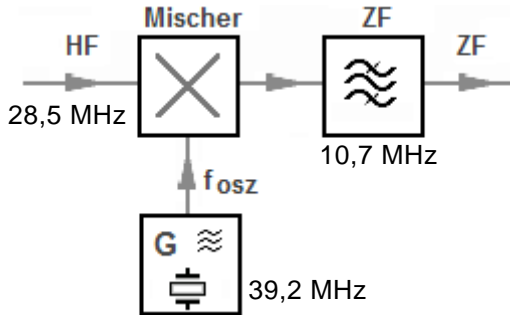 Mischer
ZF
HF
ZF
28,5 MHz
10,7 MHz
fosz
G
39,2 MHz